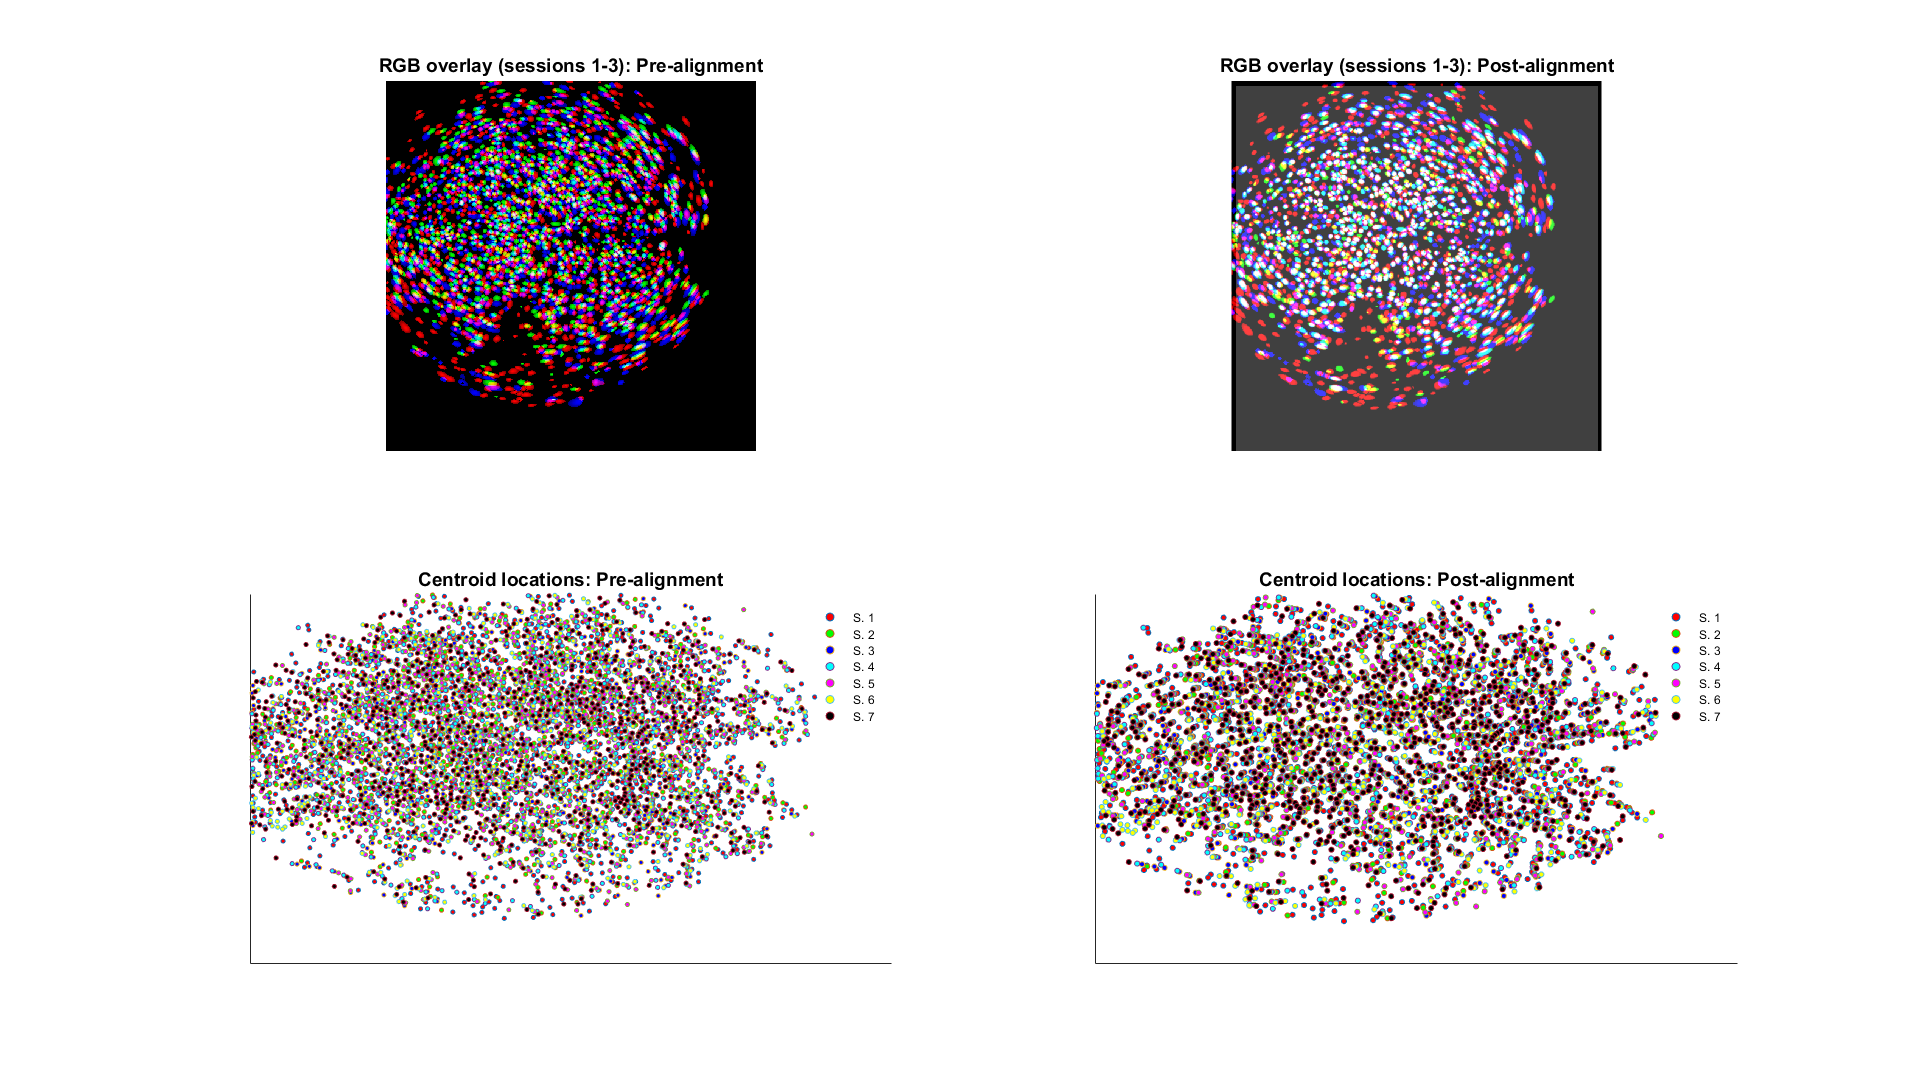 RGB overlay (sessions 1-3): Pre-alignment
RGB overlay (sessions 1-3): Post-alignment
Centroid locations: Pre-alignment
S. 1
S. 2
S. 3
S. 4
S. 5
S. 6
S. 7
Centroid locations: Post-alignment
S. 1
S. 2
S. 3
S. 4
S. 5
S. 6
S. 7